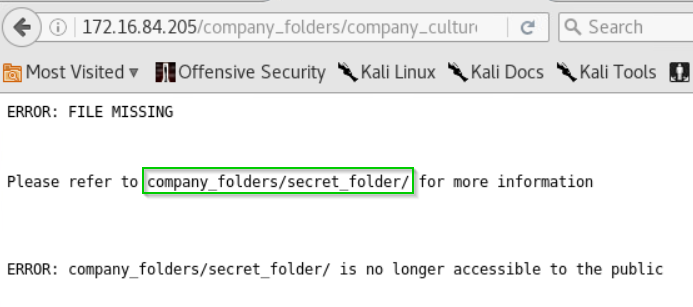 172.16.84.205/company_folders/company_culture
Search
Most Visited Offensive Security Kali Linux Kali Docs Kali Tools
ERROR: FILE MISSING
Please refer to company_folders/secret_folder/ for more information
ERROR: company_folders/secret_folder/ is no longer accessible to the public